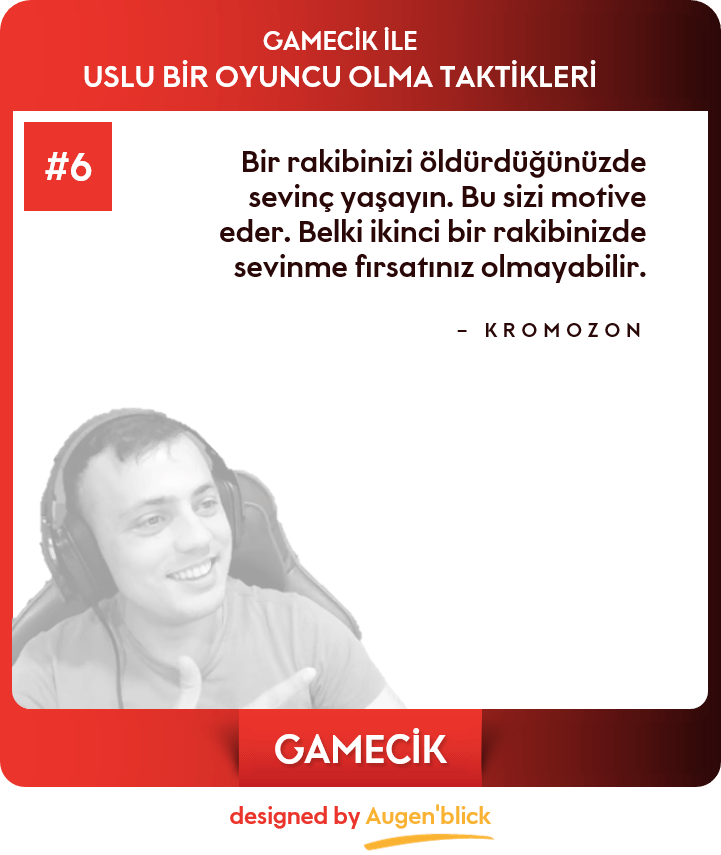 GAMECİK İLE
USLU BİR OYUNCU OLMA TAKTİKLERİ
#6
Bir rakibinizi öldürdüğünüzde
sevinç yaşayın. Bu sizi motive
eder. Belki ikinci bir rakibinizde
sevinme fırsatınız olmayabilir.
– KROMOZON
GAMECİK
designed by Augen'blick